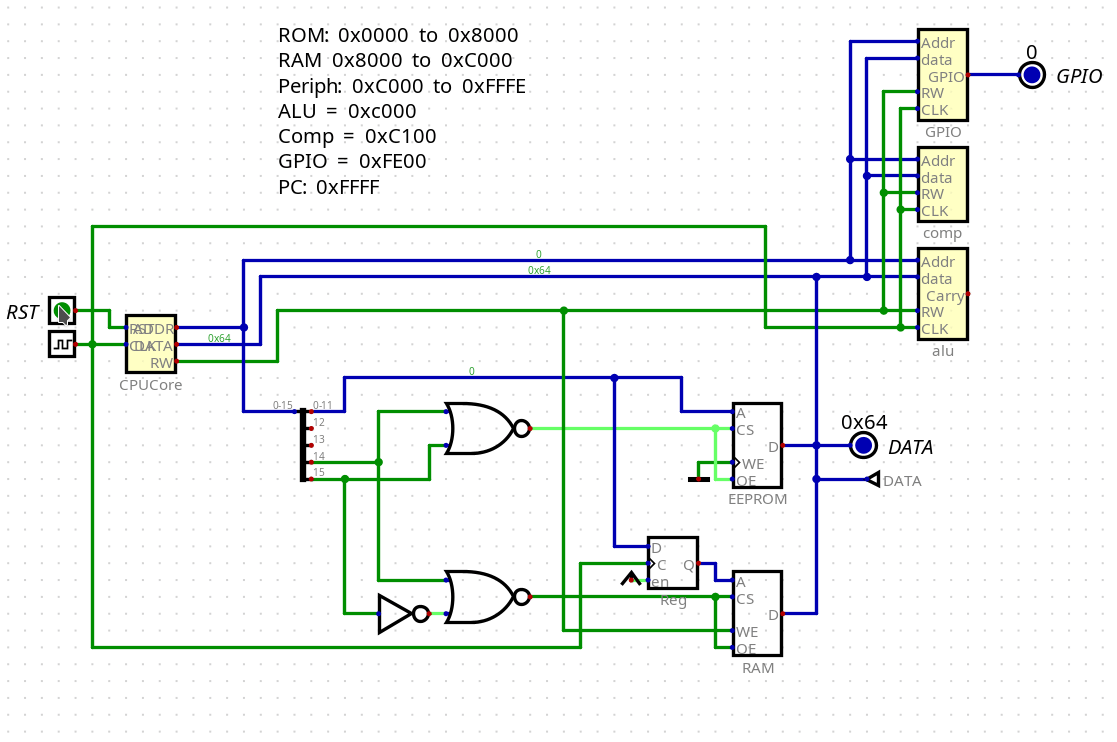 ROM: 0x0000 to 0x8000
RAM 0x8000 to 0xC000
Periph: 0xC000 to 0xFFFE
ALU = 0xc000
Comp = 0xC100
GPIO = 0xFE00
PC: 0xFFFF
Addr
data
GPIO
RW
CLK
GPIO
0
GPIO
Addr
data
RW
CLK
comp
Addr
data
Carry
RW
CLK
alu
0
0x64
RST
RST ADDR
CLK DATA
RW
CPUCore
0x64
0
0-15
0-11
12
13
14
15
A
CS
D
WE
OE
EEPROM
0x64
DATA
DATA
D
C
Q
en
Reg
A
CS
D
WE
OE
RAM